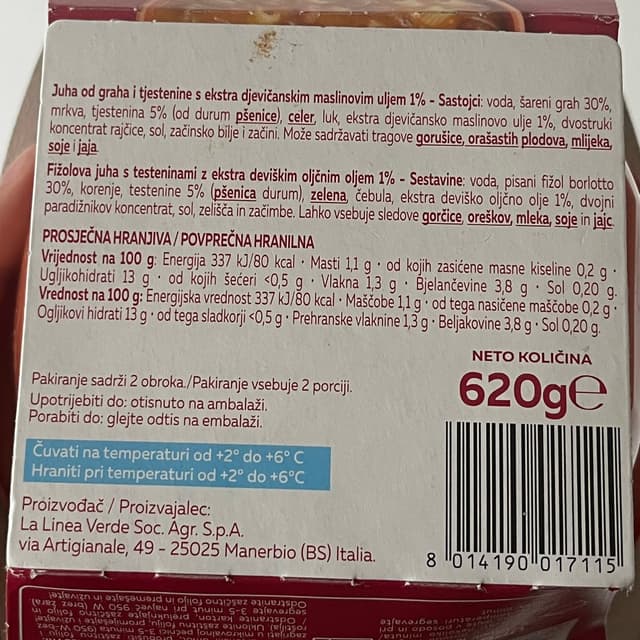 Juha od graha i tjestenine s ekstra djevičanskim maslinovim uljem 1% - Sastojci: voda, šareni grah 30%,
mrkva, tjestenina 5% (od durum pšenice), celer, luk, ekstra djevičansko maslinovo ulje 1%, dvostruki
koncentrat rajčice, sol, začinsko bilje i začini. Može sadržavati tragove gorušice, orašastih plodova, mlijeka,
soje i jaja.
Fižolova juha s testeninami z ekstra deviškim oljčnim oljem 1% - Sestavine: voda, pisani fižol borlotto
30%, korenje, testenine 5% (pšenica durum), zelena, čebula, ekstra deviško oljčno olje 1%, dvojni
paradižnikov koncentrat, sol, zelišča in začimbe. Lahko vsebuje sledove gorčice, oreškov, mleka, soje in jajc.
PROSJEČNA HRANJIVA / POVPREČNA HRANILNA
Vrijednost na 100 g: Energija 337 kJ/80 kcal · Masti 1,1 g · od kojih zasićene masne kiseline 0,2 g ·
Ugljikohidrati 13 g · od kojih šećeri <0,5 g · Vlakna 1,3 g · Bjelančevine 3,8 g · Sol 0,20 g.
Vrednost na 100 g: Energijska vrednost 337 kJ/80 kcal · Maščobe 1,1 g · od tega nasičene maščobe 0,2 g ·
Ogljikovi hidrati 13 g · od tega sladkorji <0,5 g · Prehranske vlaknine 1,3 g · Beljakovine 3,8 g · Sol 0,20 g.
NETO KOLIČINA
620g℮
Pakiranje sadrži 2 obroka./Pakiranje vsebuje 2 porciji.
Upotrijebiti do: otisnuto na ambalaži.
Porabiti do: glejte odtis na embalaži.
Čuvati na temperaturi od +2° do +6° C
Hraniti pri temperaturi od +2° do +6°C
Proizvođač / Proizvajalec:
La Linea Verde Soc. Agr. S.p.A.
via Artigianale, 49 - 25025 Manerbio (BS) Italia.
8 014190 017115